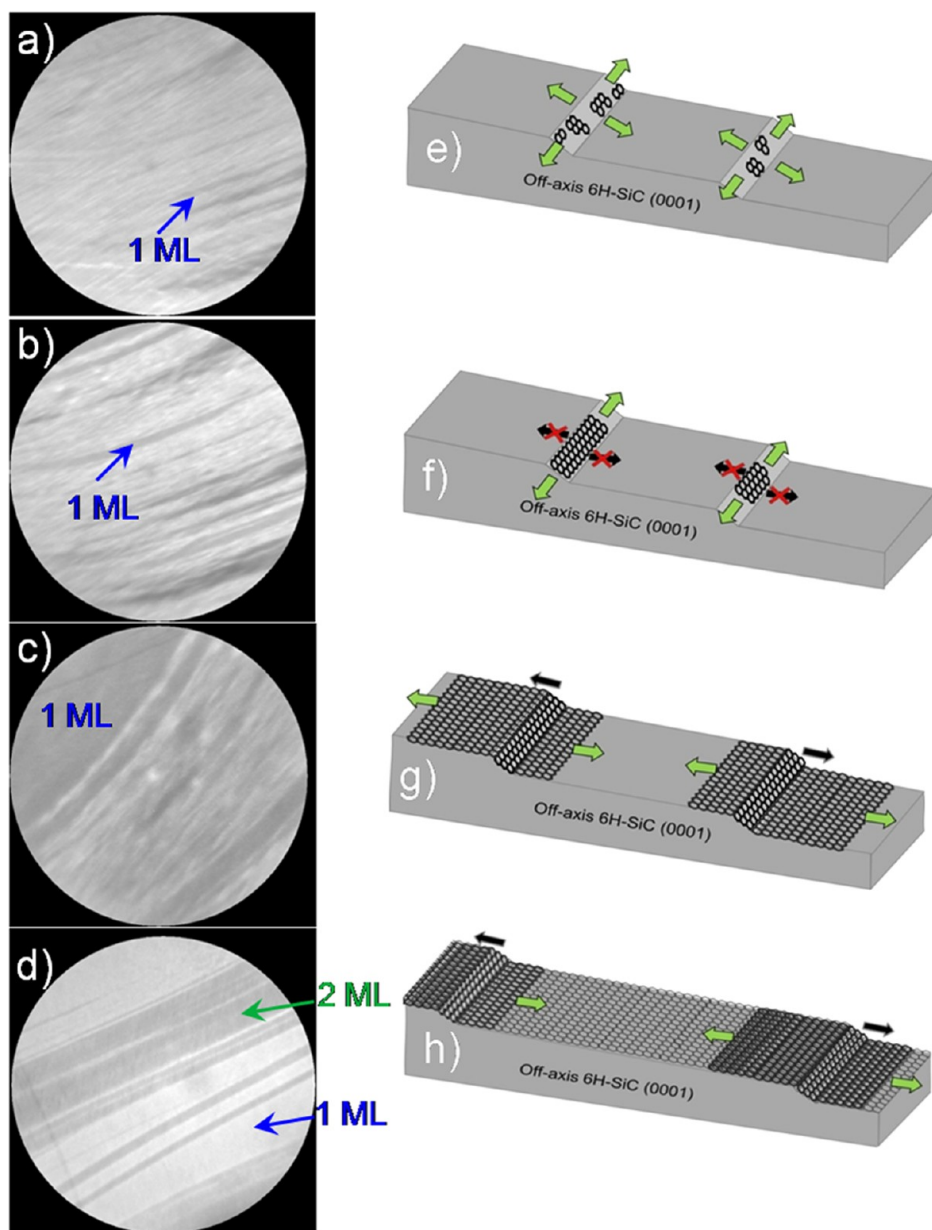 a)
1 ML
e)
Off-axis 6H-SiC (0001)
b)
1 ML
f)
Off-axis 6H-SiC (0001)
c)
1 ML
g)
Off-axis 6H-SiC (0001)
d)
2 ML
1 ML
h)
Off-axis 6H-SiC (0001)